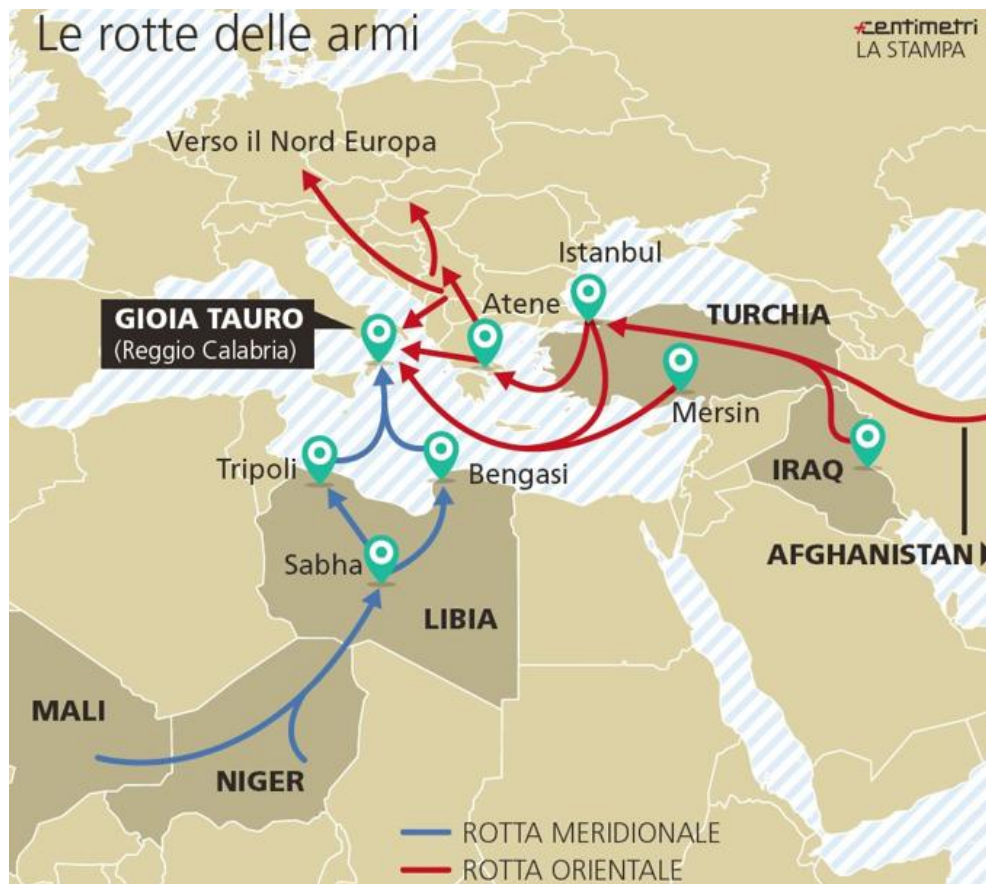 Le rotte delle armi
centimetri
LA STAMPA
Verso il Nord Europa
Istanbul
GIOIA TAURO
(Reggio Calabria)
Atene
TURCHIA
Mersin
Tripoli
Bengasi
IRAQ
Sabha
AFGHANISTAN
LIBIA
MALI
NIGER
ROTTA MERIDIONALE
ROTTA ORIENTALE